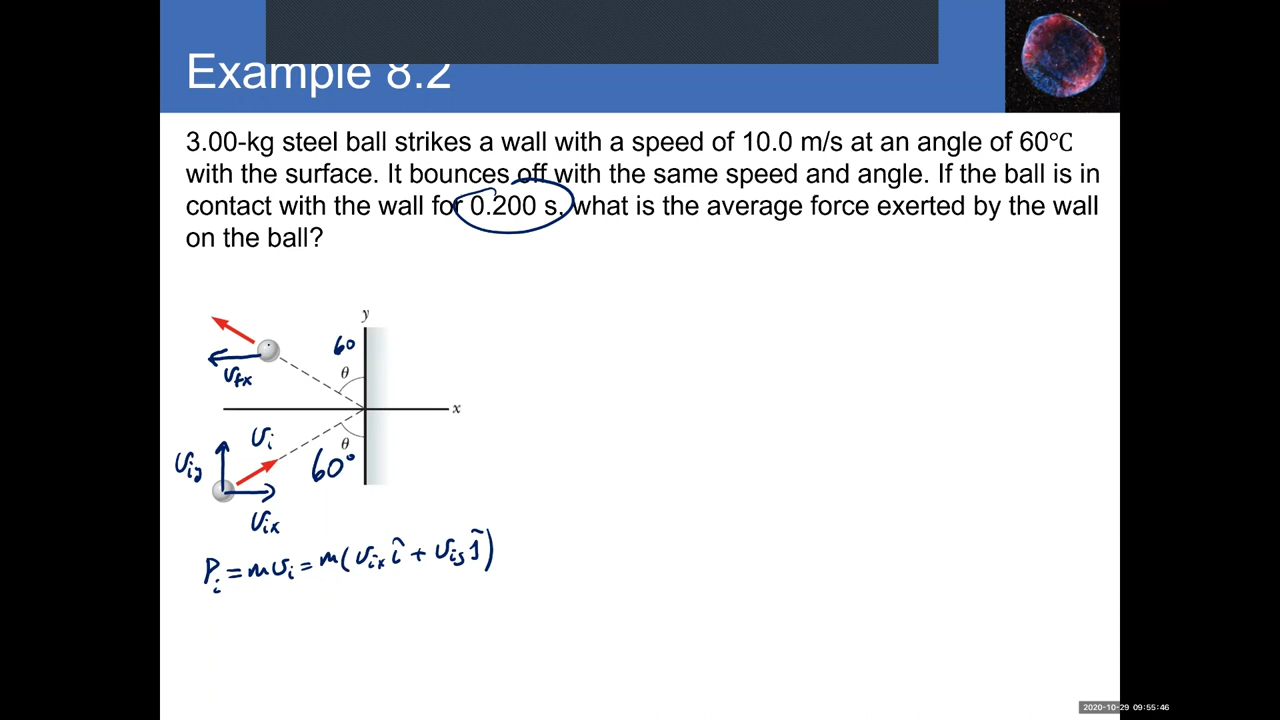 Example 8.2
3.00-kg steel ball strikes a wall with a speed of 10.0 m/s at an angle of 60℃
with the surface. It bounces off with the same speed and angle. If the ball is in
contact with the wall for 0.200 s, what is the average force exerted by the wall
on the ball?
y
60
θ
v_fx
x
v_i
θ
v_iy
60°
v_ix
P_i = m v_i = m(v_ix î + v_iy ĵ)
2020-10-29 09:55:46